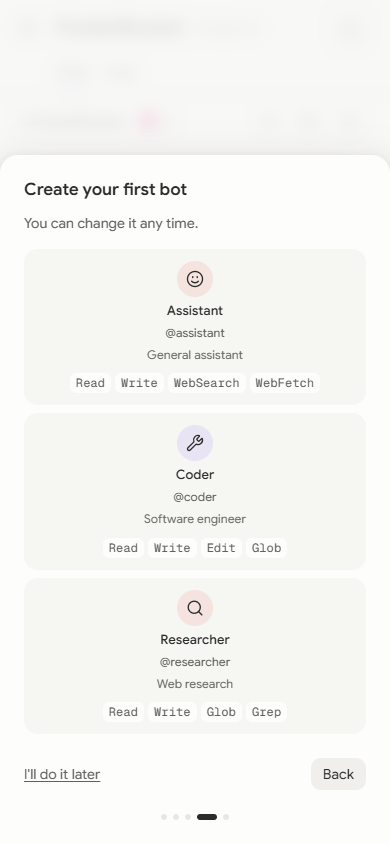 Create your first bot
You can change it any time.
Assistant
@assistant
General assistant
Read Write WebSearch WebFetch
Coder
@coder
Software engineer
Read Write Edit Glob
Researcher
@researcher
Web research
Read Write Glob Grep
I'll do it later
Back